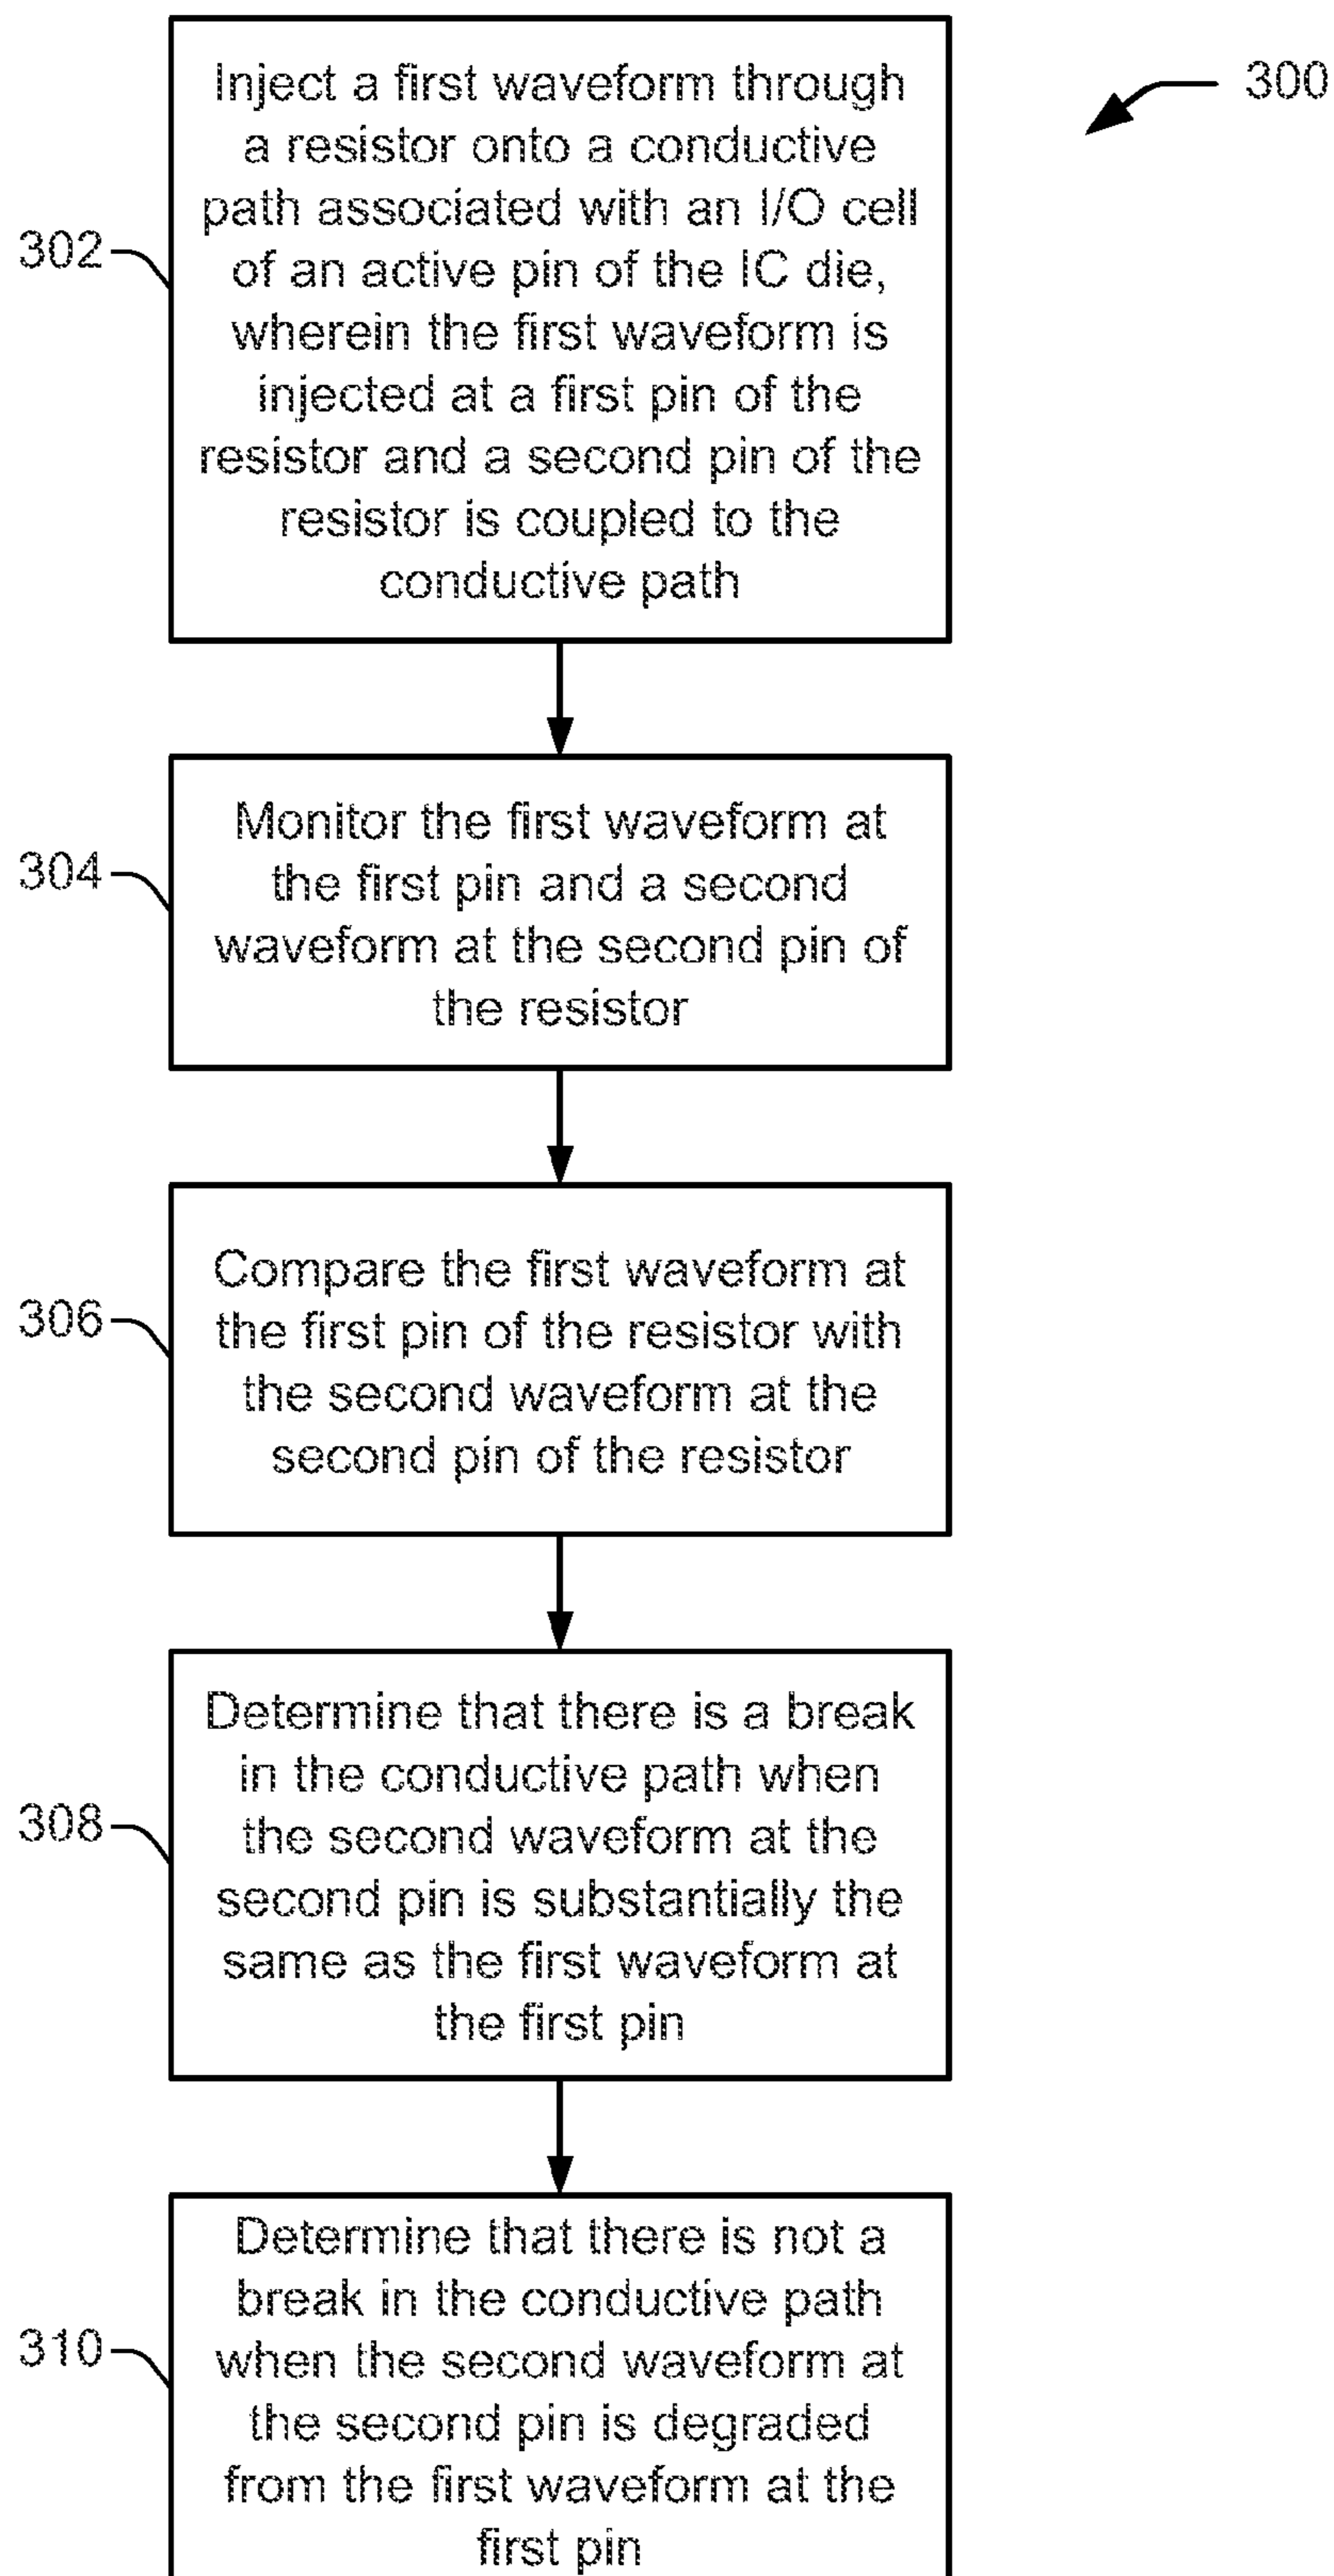 300
302
Inject a first waveform through
a resistor onto a conductive
path associated with an I/O cell
of an active pin of the IC die,
wherein the first waveform is
injected at a first pin of the
resistor and a second pin of the
resistor is coupled to the
conductive path
304
Monitor the first waveform at
the first pin and a second
waveform at the second pin of
the resistor
306
Compare the first waveform at
the first pin of the resistor with
the second waveform at the
second pin of the resistor
308
Determine that there is a break
in the conductive path when
the second waveform at the
second pin is substantially the
same as the first waveform at
the first pin
310
Determine that there is not a
break in the conductive path
when the second waveform at
the second pin is degraded
from the first waveform at the
first pin